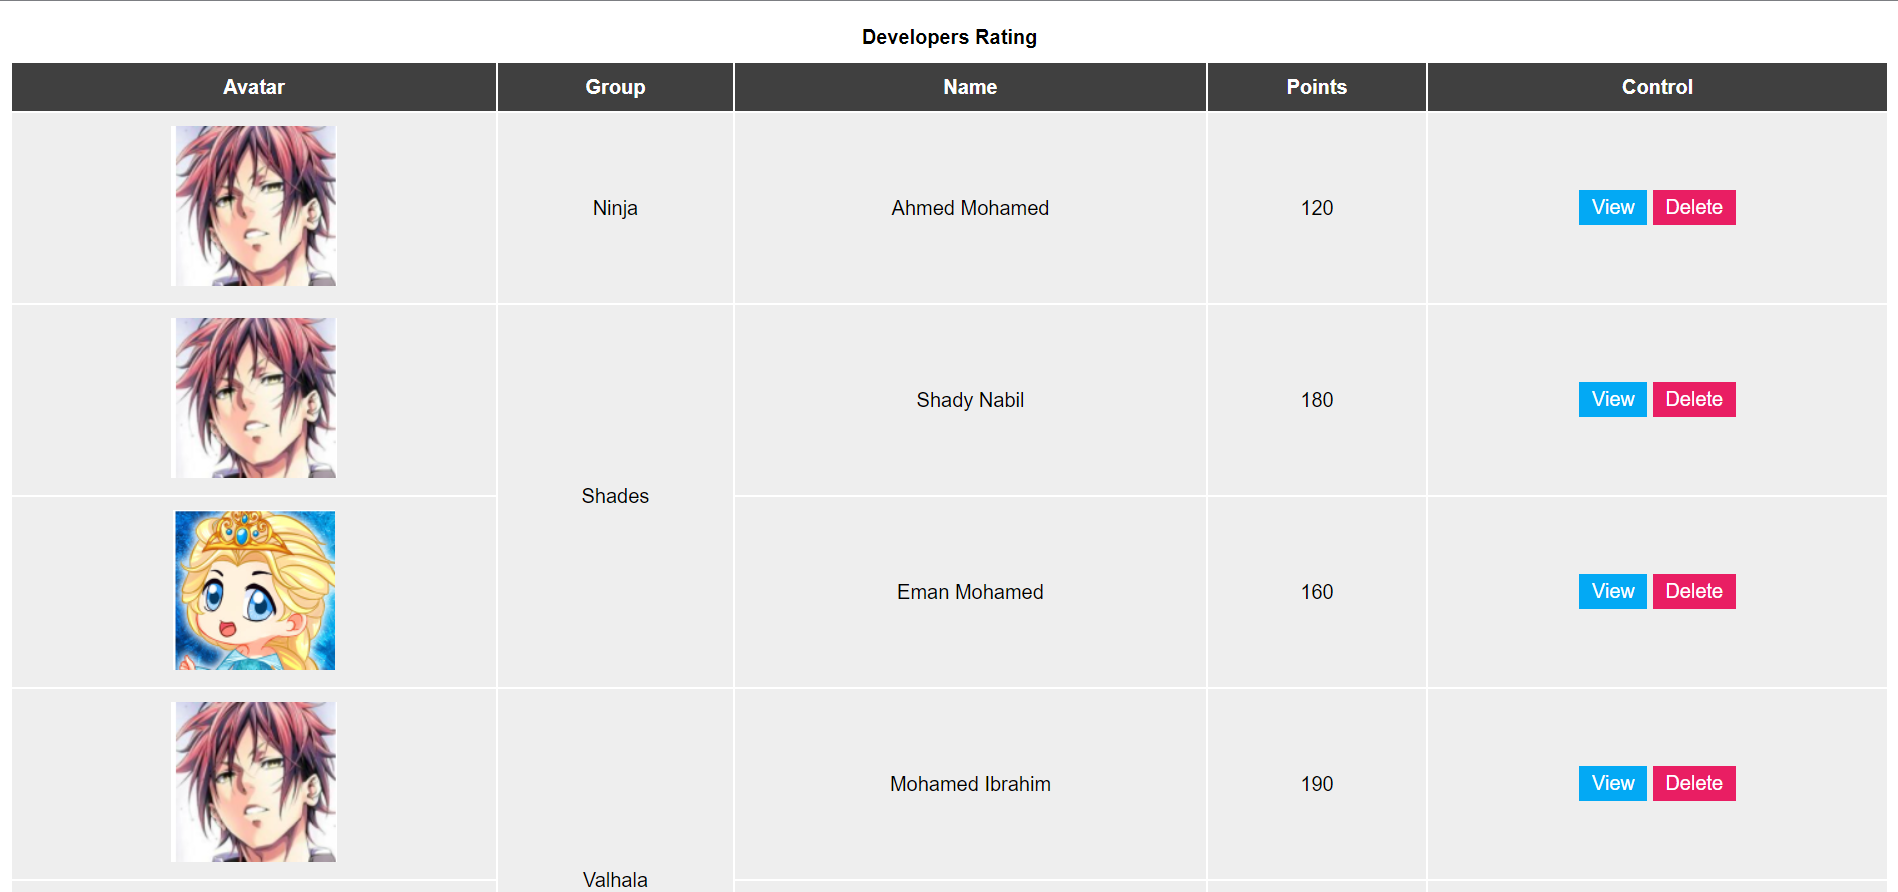 Developers Rating
Avatar Group Name Points Control
Ninja Ahmed Mohamed 120 View Delete
Shady Nabil 180 View Delete
Shades
Eman Mohamed 160 View Delete
Mohamed Ibrahim 190 View Delete
Valhala